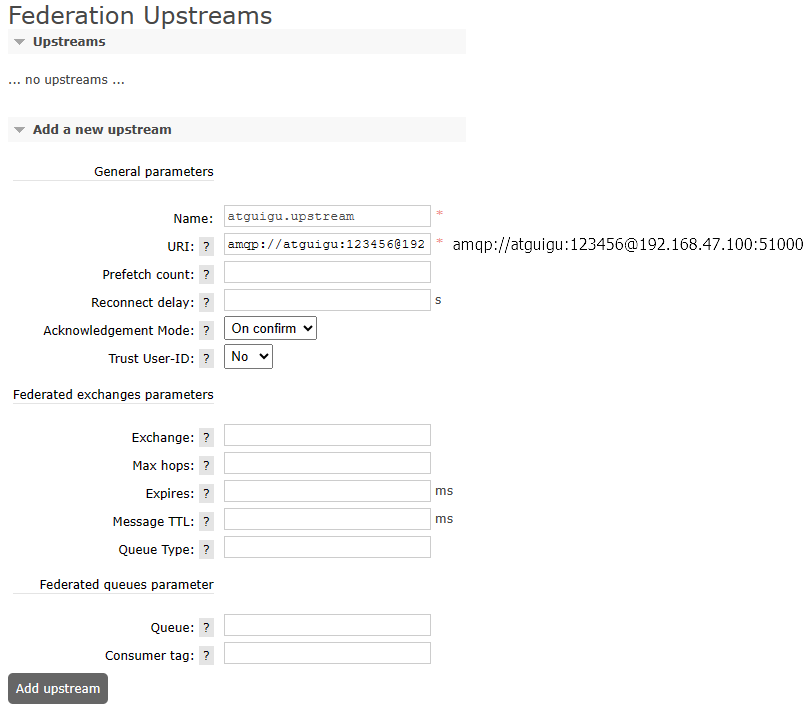 Federation Upstreams
Upstreams
... no upstreams ...
Add a new upstream
General parameters
Name: atguigu.upstream *
URI: ? amqp://atguigu:123456@192 * amqp://atguigu:123456@192.168.47.100:51000
Prefetch count: ?
Reconnect delay: ? s
Acknowledgement Mode: ? On confirm
Trust User-ID: ? No
Federated exchanges parameters
Exchange: ?
Max hops: ?
Expires: ? ms
Message TTL: ? ms
Queue Type: ?
Federated queues parameter
Queue: ?
Consumer tag: ?
Add upstream